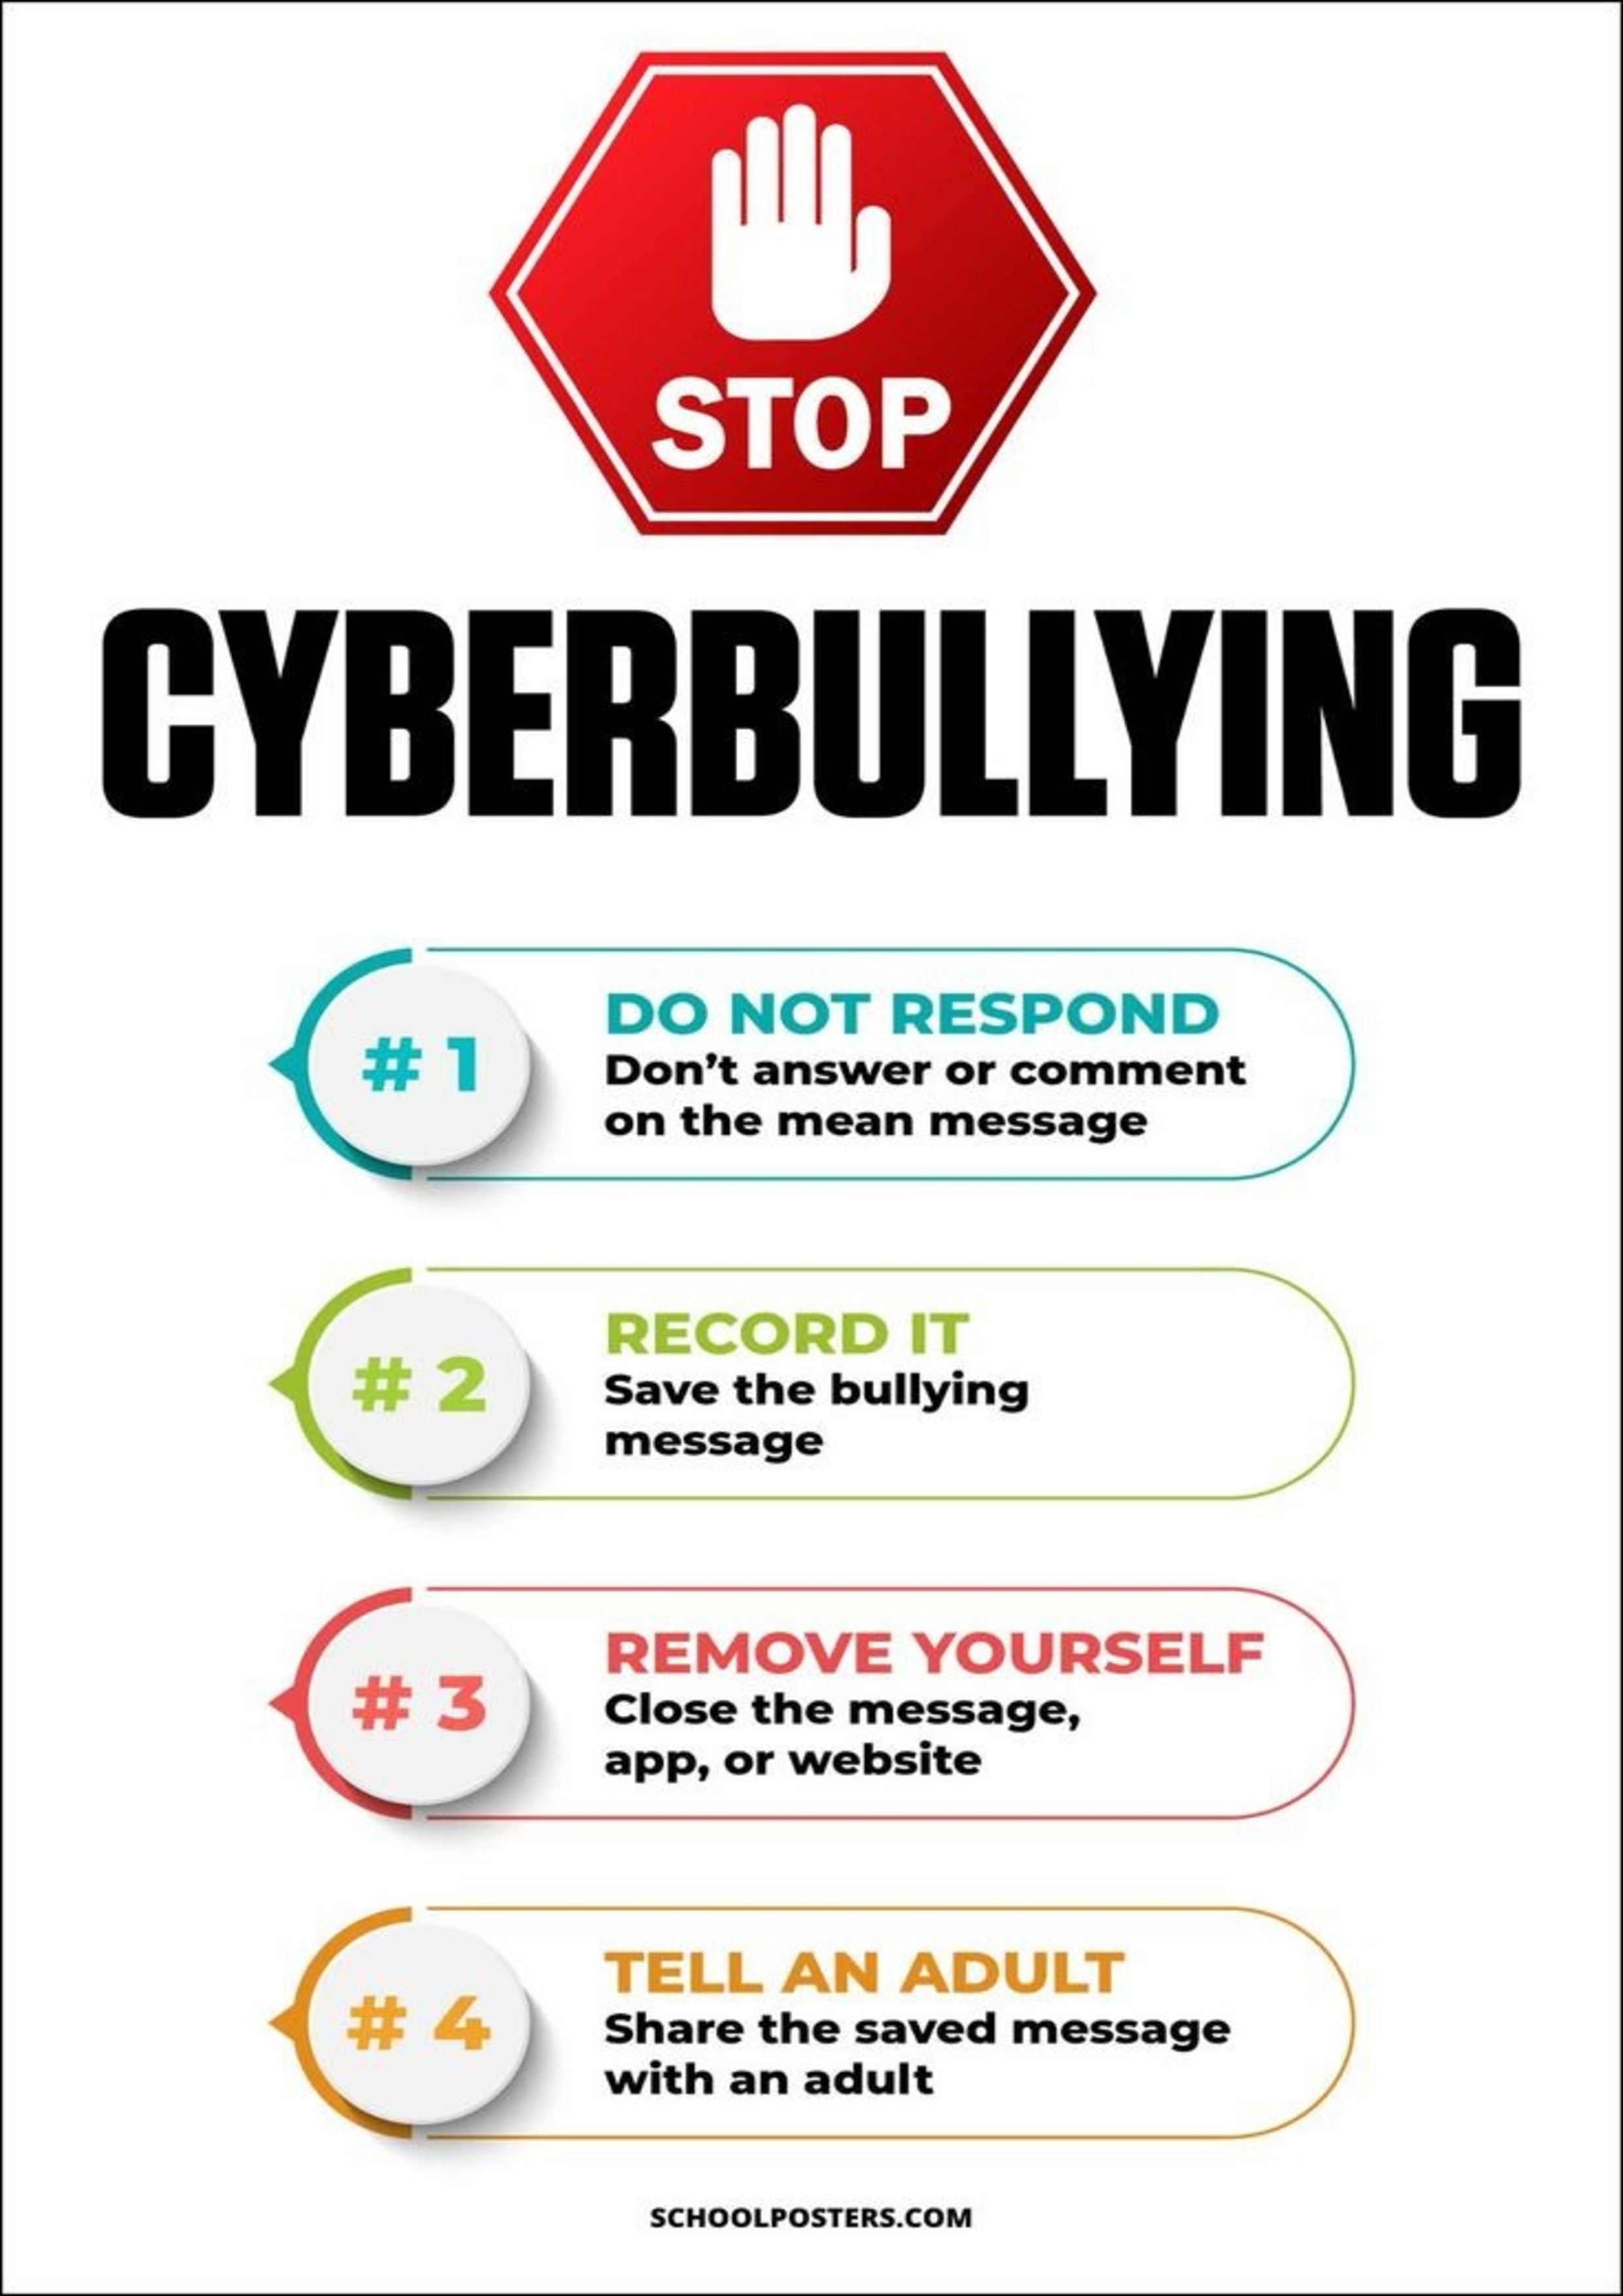 STOP
CYBERBULLYING
# 1
DO NOT RESPOND
Don’t answer or comment
on the mean message
# 2
RECORD IT
Save the bullying
message
# 3
REMOVE YOURSELF
Close the message,
app, or website
# 4
TELL AN ADULT
Share the saved message
with an adult
SCHOOLPOSTERS.COM